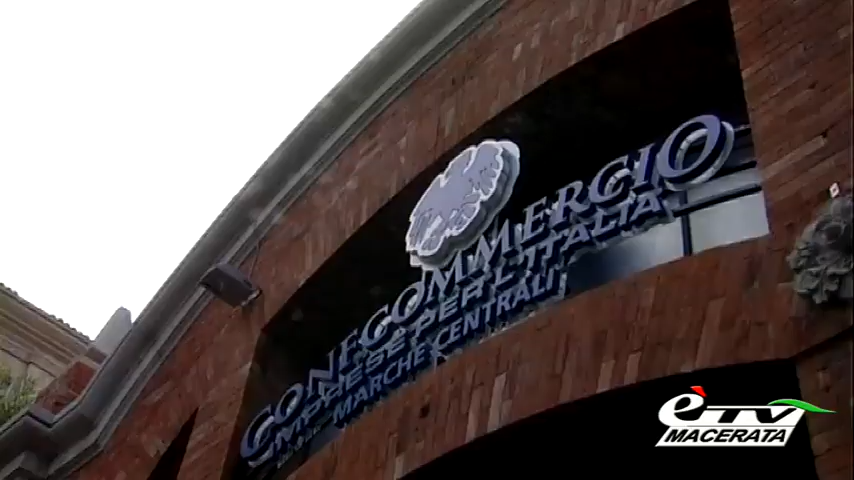 CONFCOMMERCIO
IMPRESE PER L'ITALIA
MARCHE CENTRALI
èTV
MACERATA